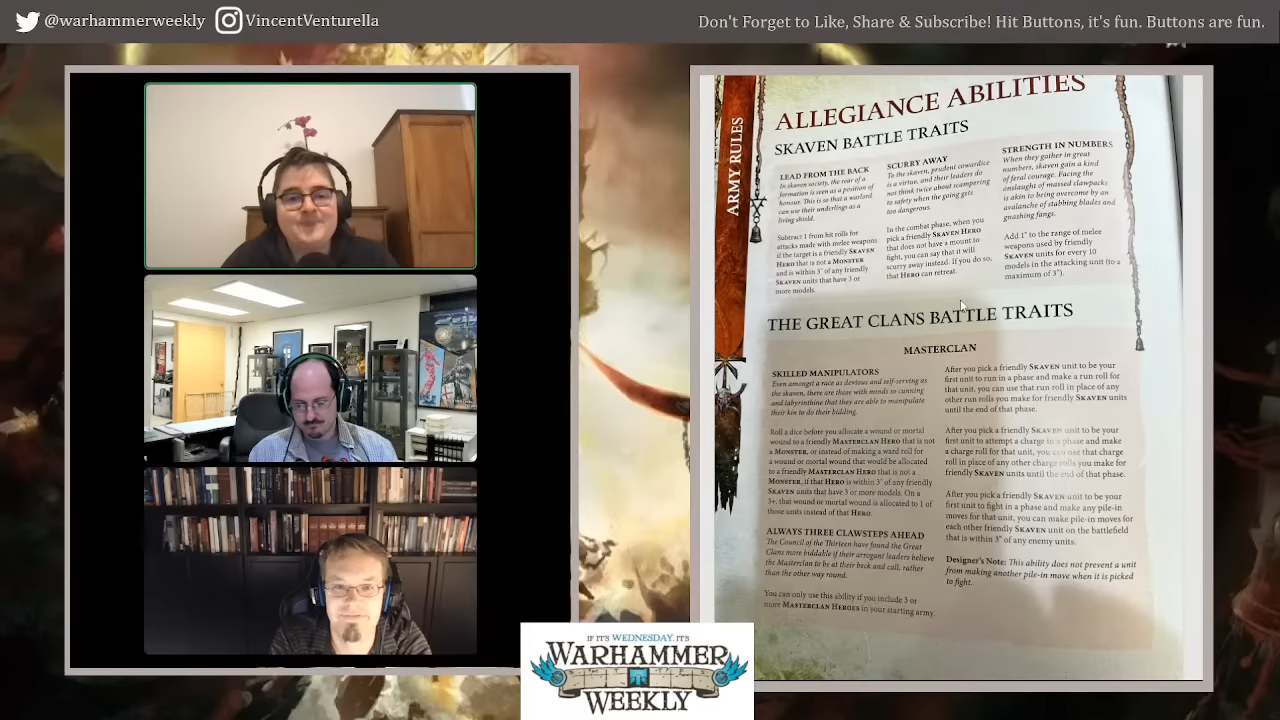 @warhammerweekly VincentVenturella
Don't Forget to Like, Share & Subscribe! Hit Buttons, it's fun. Buttons are fun.
ARMY RULES
ALLEGIANCE ABILITIES
SKAVEN BATTLE TRAITS
LEAD FROM THE BACK
In skaven society, the rear of a
formation is seen as a position of
honour. This is so that a warlord
can use their underlings as a
living shield.
Subtract 1 from hit rolls for
attacks made with melee weapons
if the target is a friendly SKAVEN
HERO that is not a MONSTER
and is within 3" of any friendly
SKAVEN units that have 3 or
more models.
SCURRY AWAY
To the skaven, prudent cowardice
is a virtue, and their leaders do
not think twice about scampering
to safety when the going gets
too dangerous.
In the combat phase, when you
pick a friendly SKAVEN HERO
that does not have a mount to
fight, you can say that it will
scurry away instead. If you do so,
that HERO can retreat.
STRENGTH IN NUMBERS
When they gather in great
numbers, skaven gain a kind
of feral courage. Facing the
onslaught of massed clawpacks
is akin to being overcome by an
avalanche of stabbing blades and
gnashing fangs.
Add 1" to the range of melee
weapons used by friendly
SKAVEN units for every 10
models in the attacking unit (to a
maximum of 3").
THE GREAT CLANS BATTLE TRAITS
MASTERCLAN
SKILLED MANIPULATORS
Even amongst a race as devious and self-serving as
the skaven, there are those with minds so cunning
and labyrinthine that they are able to manipulate
their kin to do their bidding.
Roll a dice before you allocate a wound or mortal
wound to a friendly MASTERCLAN HERO that is not
a MONSTER, or instead of making a ward roll for
a wound or mortal wound that would be allocated
to a friendly MASTERCLAN HERO that is not a
MONSTER, if that HERO is within 3" of any friendly
SKAVEN units that have 3 or more models. On a
3+, that wound or mortal wound is allocated to 1 of
those units instead of that HERO.
ALWAYS THREE CLAWSTEPS AHEAD
The Council of the Thirteen have found the Great
Clans more biddable if their arrogant leaders believe
the Masterclan to be at their beck and call, rather
than the other way round.
You can only use this ability if you include 3 or
more MASTERCLAN HEROES in your starting army.
After you pick a friendly SKAVEN unit to be your
first unit to run in a phase and make a run roll for
that unit, you can use that run roll in place of any
other run rolls you make for friendly SKAVEN units
until the end of that phase.
After you pick a friendly SKAVEN unit to be your
first unit to attempt a charge in a phase and make
a charge roll for that unit, you can use that charge
roll in place of any other charge rolls you make for
friendly SKAVEN units until the end of that phase.
After you pick a friendly SKAVEN unit to be your
first unit to fight in a phase and make any pile-in
moves for that unit, you can make pile-in moves for
each other friendly SKAVEN unit on the battlefield
that is within 3" of any enemy units.
Designer's Note: This ability does not prevent a unit
from making another pile-in move when it is picked
to fight.
IF IT'S WEDNESDAY, IT'S
WARHAMMER
WEEKLY